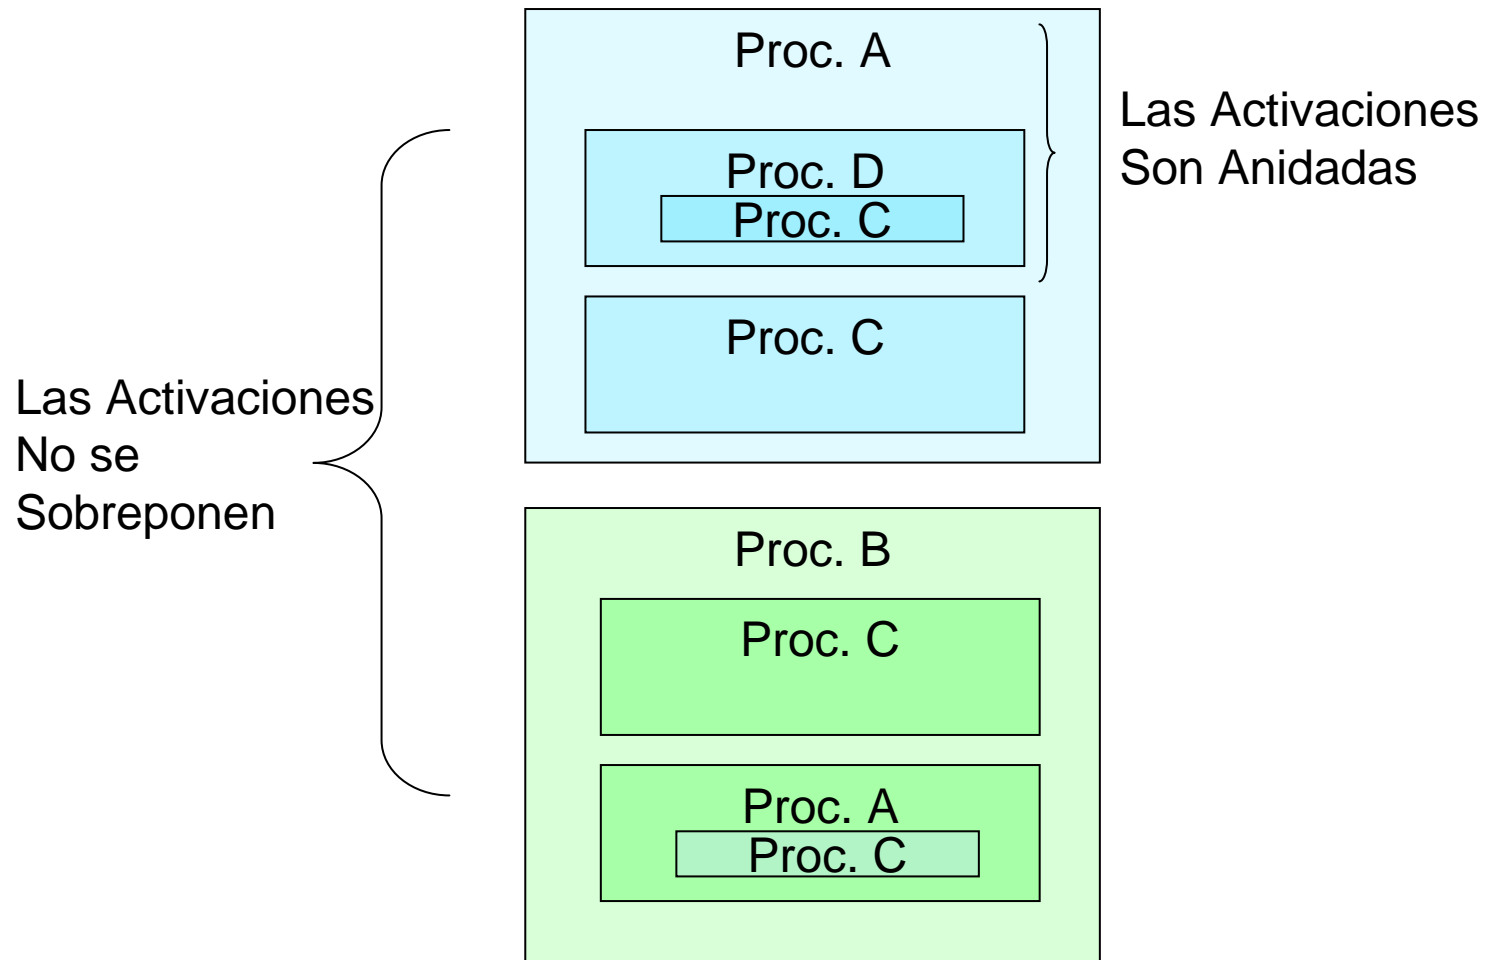 Proc. A
Las Activaciones
Son Anidadas
Proc. D
Proc. C
Proc. C
Las Activaciones
No se
Sobreponen
Proc. B
Proc. C
Proc. A
Proc. C